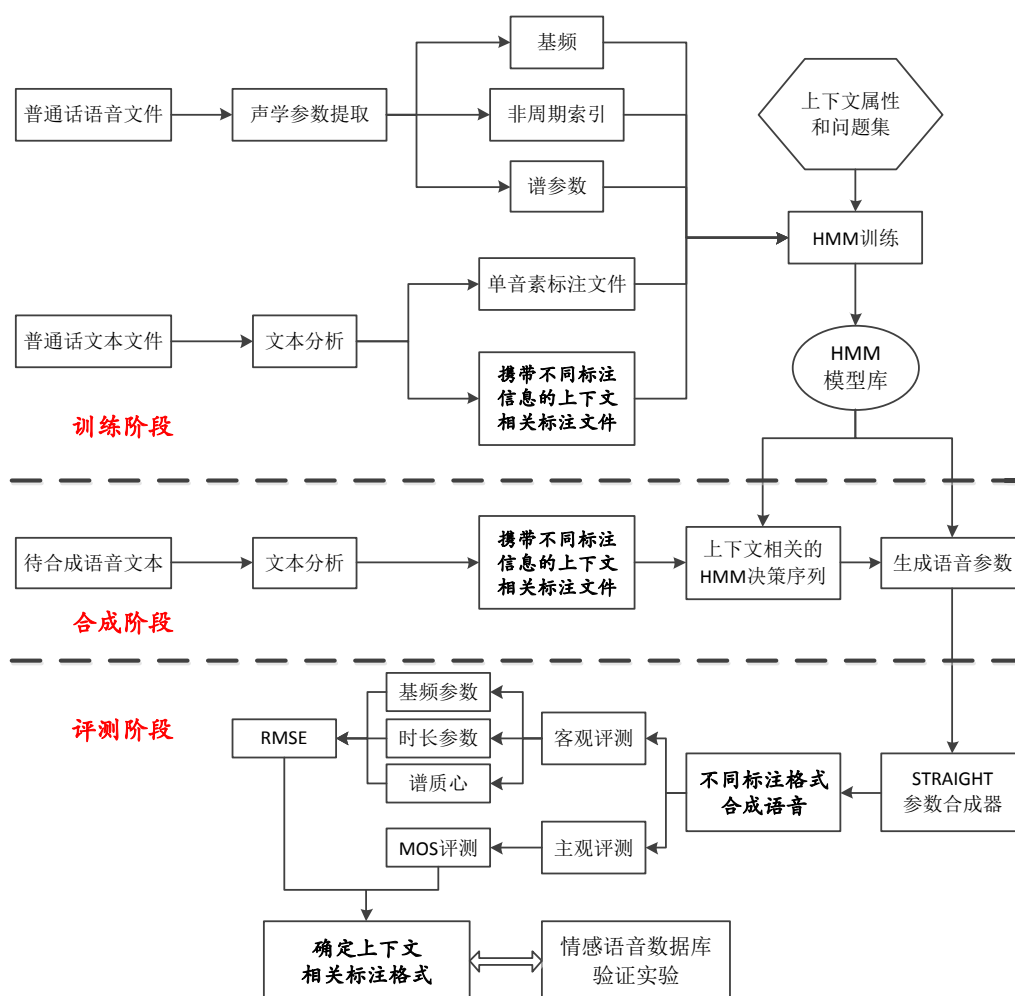 基频
普通话语音文件
声学参数提取
非周期索引
谱参数
上下文属性
和问题集
HMM训练
单音素标注文件
普通话文本文件
文本分析
携带不同标注
信息的上下文
相关标注文件
HMM
模型库
训练阶段
待合成语音文本
文本分析
携带不同标注
信息的上下文
相关标注文件
上下文相关的
HMM决策序列
生成语音参数
合成阶段
评测阶段
RMSE
基频参数
时长参数
谱质心
客观评测
MOS评测
主观评测
不同标注格式
合成语音
STRAIGHT
参数合成器
确定上下文
相关标注格式
情感语音数据库
验证实验